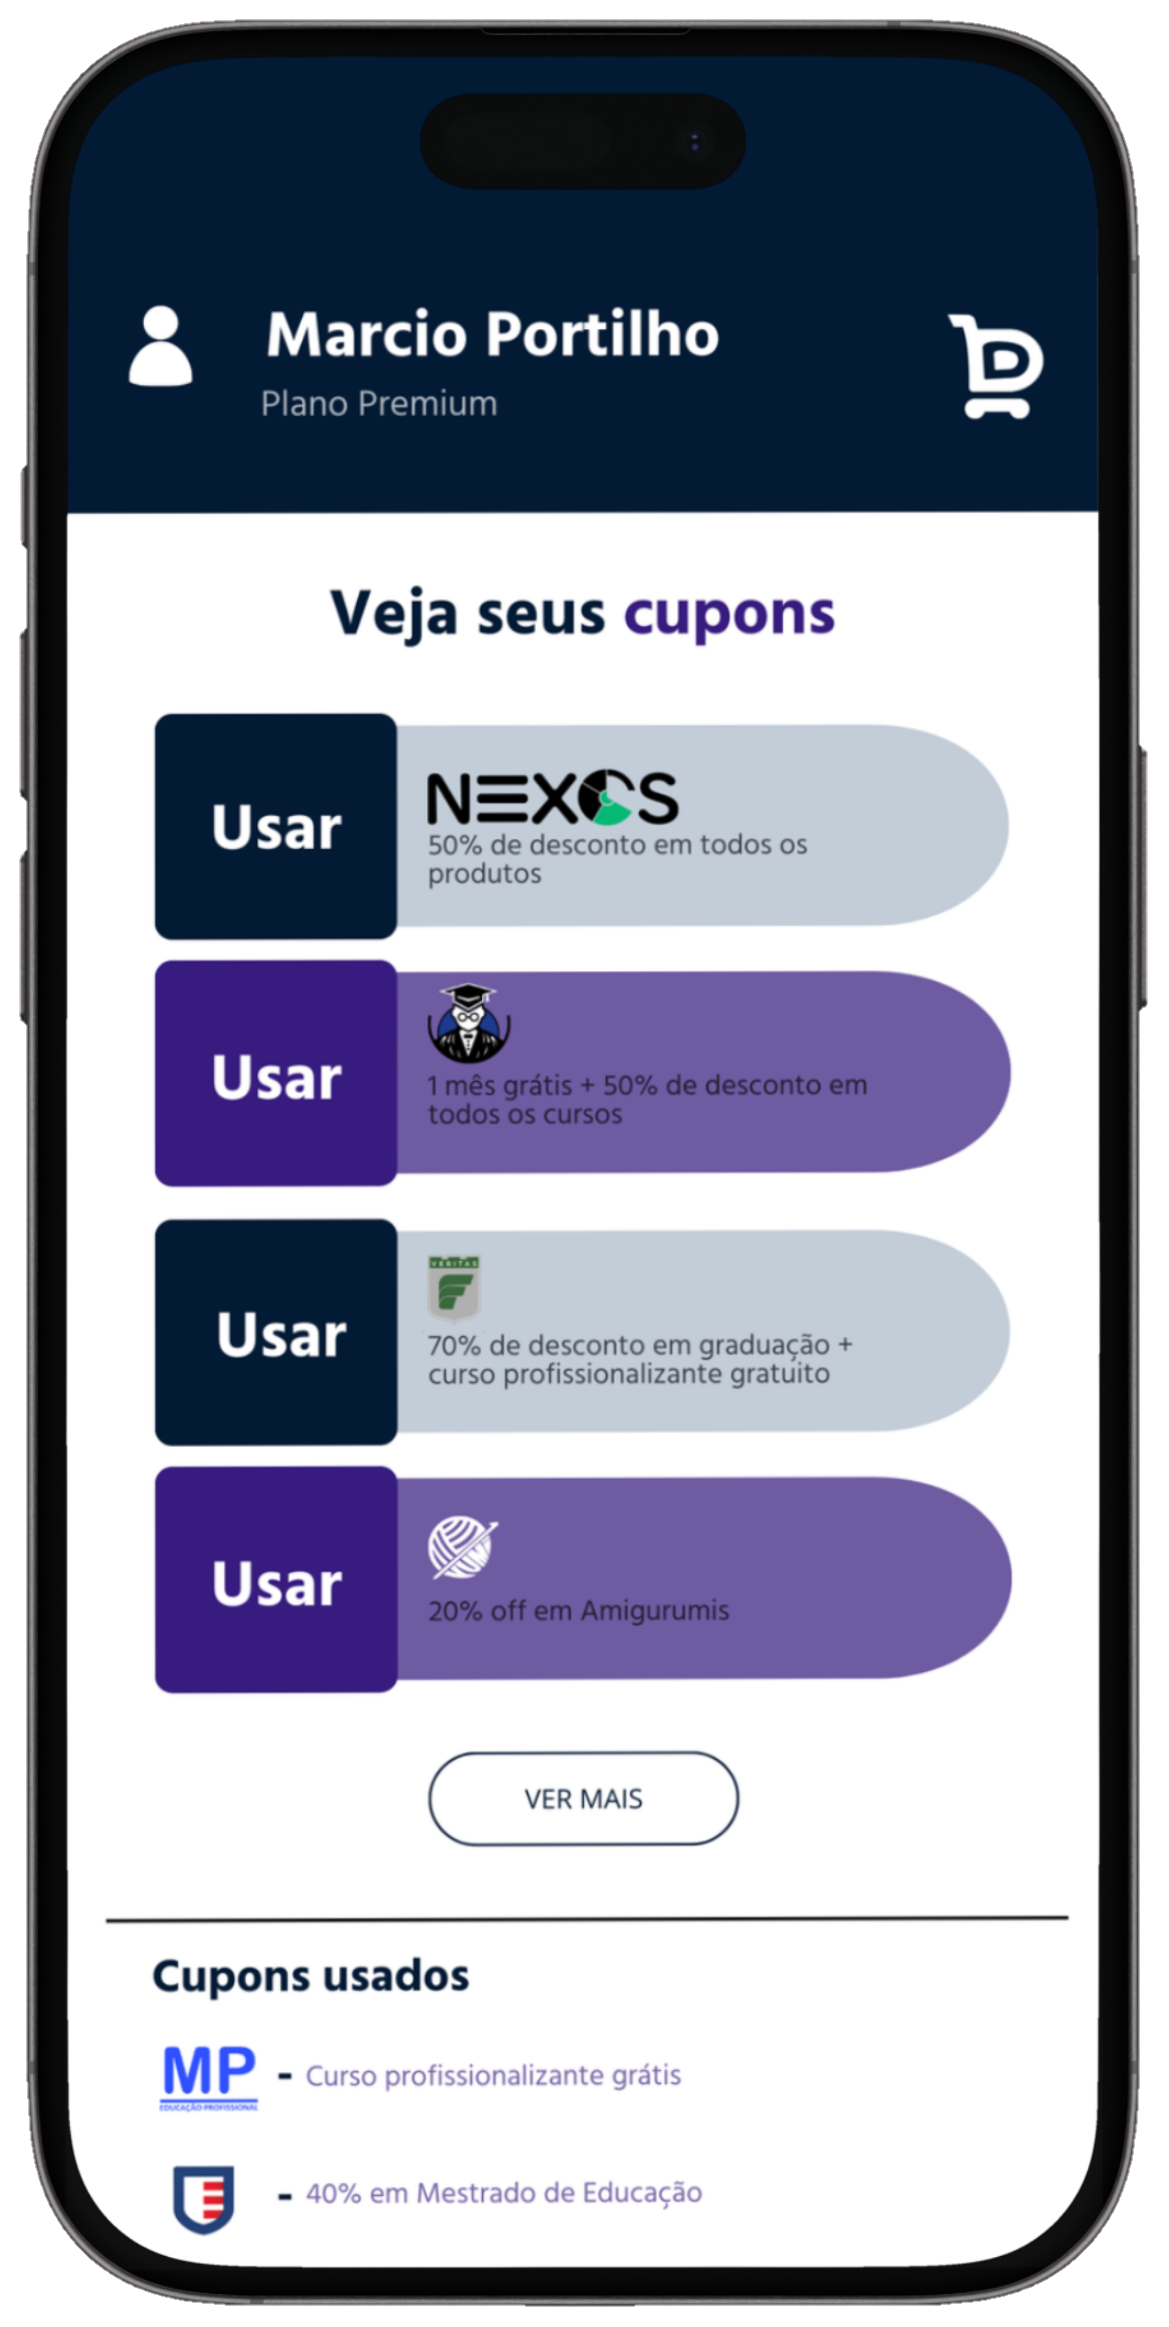 Marcio Portilho
Plano Premium
Veja seus cupons
Usar
NEXOS
50% de desconto em todos os
produtos
Usar
1 mês grátis + 50% de desconto em
todos os cursos
Usar
VERITAS
70% de desconto em graduação +
curso profissionalizante gratuito
Usar
20% off em Amigurumis
VER MAIS
Cupons usados
MP
EDUCAÇÃO PROFISSIONAL
- Curso profissionalizante grátis
- 40% em Mestrado de Educação